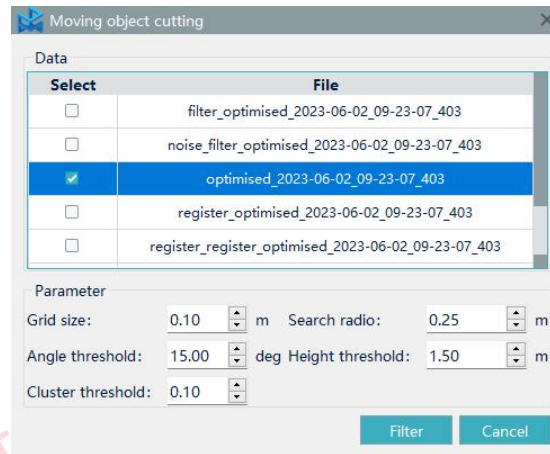 Moving object cutting
Data
Select File
filter_optimised_2023-06-02_09-23-07_403
noise_filter_optimised_2023-06-02_09-23-07_403
optimised_2023-06-02_09-23-07_403
register_optimised_2023-06-02_09-23-07_403
register_register_optimised_2023-06-02_09-23-07_403
Parameter
Grid size: 0.10 m Search radio: 0.25 m
Angle threshold: 15.00 deg Height threshold: 1.50 m
Cluster threshold: 0.10
Filter Cancel